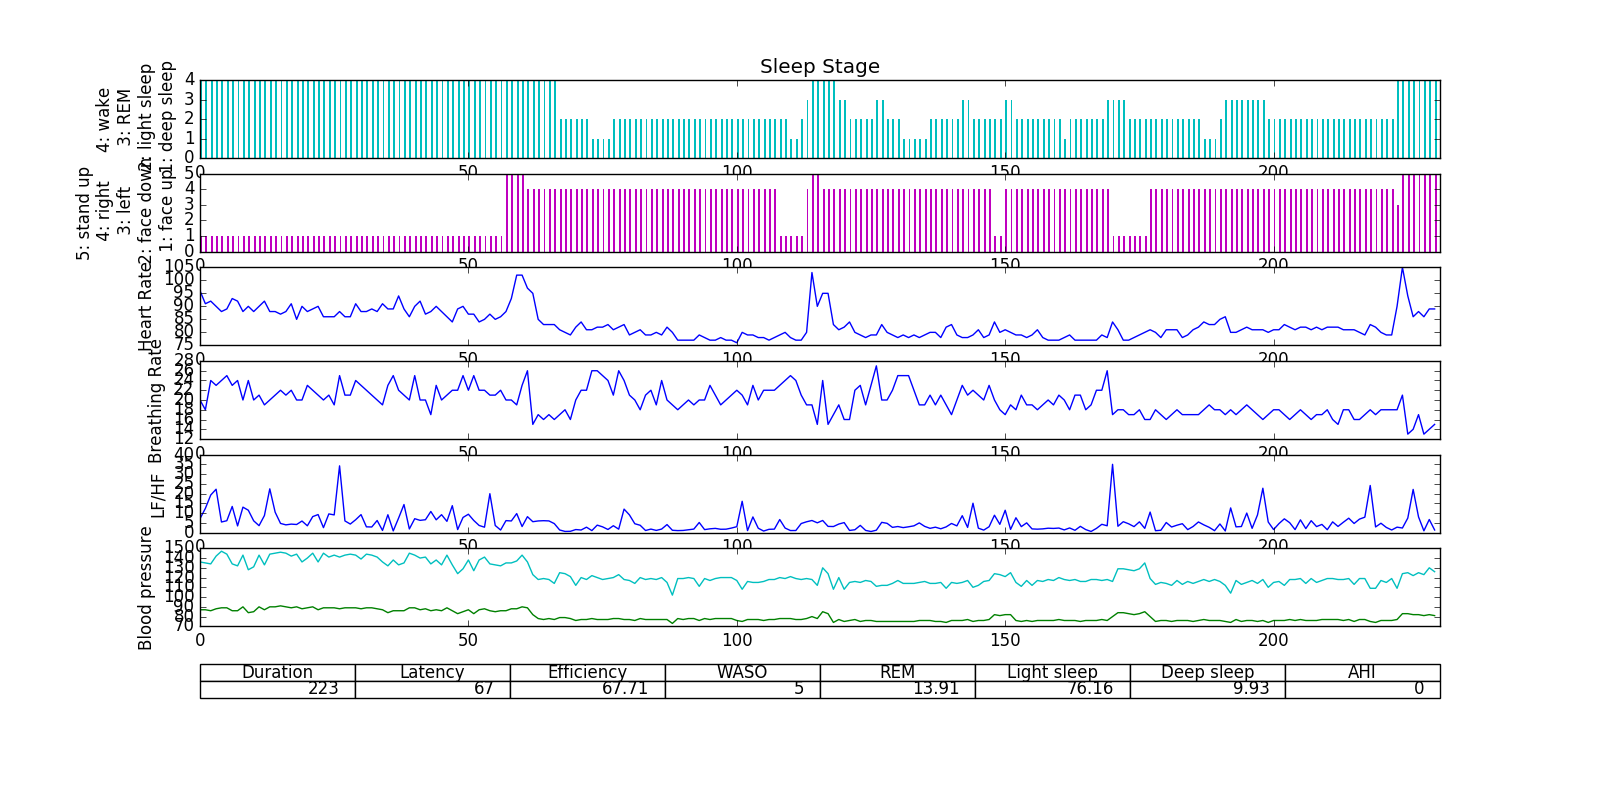 Sleep Stage
4: wake
3: REM
2: light sleep
1: deep sleep
4
3
2
1
0
0 50 100 150 200
5: stand up
4: right
3: left
2: face down
1: face up
5
4
3
2
1
0
0 50 100 150 200
Heart Rate
105
100
95
90
85
80
75
0 50 100 150 200
Breathing Rate
28
26
24
22
20
18
16
14
12
0 50 100 150 200
LF/HF
40
35
30
25
20
15
10
5
0
0 50 100 150 200
Blood pressure
150
140
130
120
110
100
90
80
70
0 50 100 150 200
Duration Latency Efficiency WASO REM Light sleep Deep sleep AHI
223 67 67.71 5 13.91 76.16 9.93 0